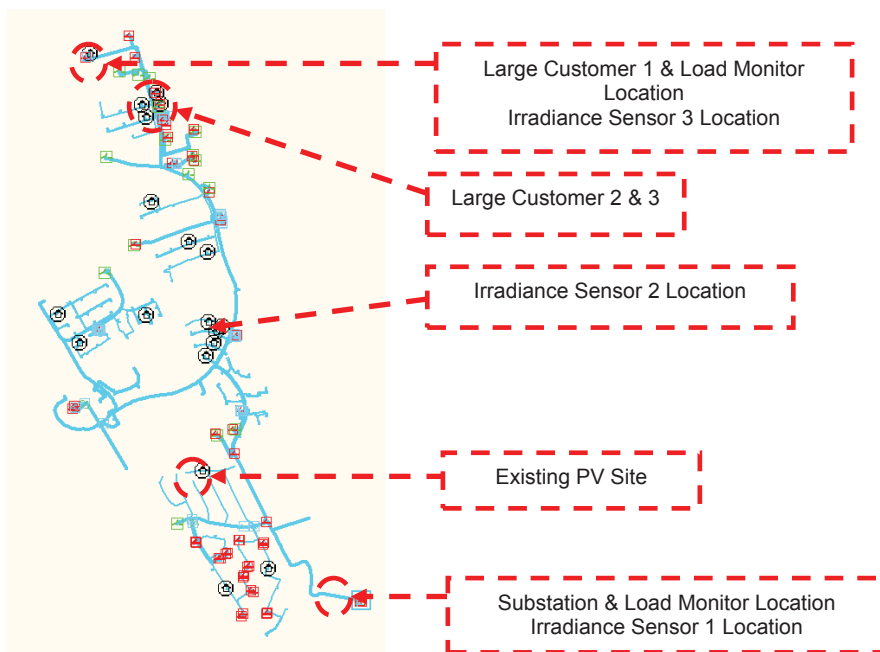 Large Customer 1 & Load Monitor
Location
Irradiance Sensor 3 Location
Large Customer 2 & 3
Irradiance Sensor 2 Location
Existing PV Site
Substation & Load Monitor Location
Irradiance Sensor 1 Location